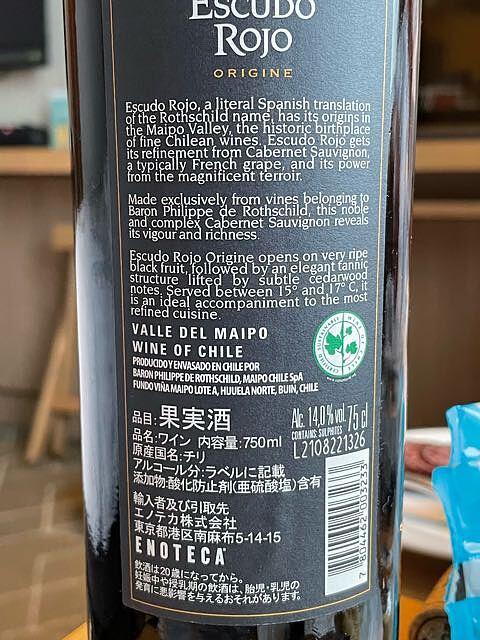 ESCUDO
ROJO
ORIGINE
Escudo Rojo, a literal Spanish translation
of the Rothschild name, has its origins in
the Maipo Valley, the historic birthplace
of fine Chilean wines. Escudo Rojo gets
its refinement from Cabernet Sauvignon,
a typically French grape, and its power
from the magnificent terroir.
Made exclusively from vines belonging to
Baron Philippe de Rothschild, this noble
and complex Cabernet Sauvignon reveals
its vigour and richness.
Escudo Rojo Origine opens on very ripe
black fruit, followed by an elegant tannic
structure lifted by subtle cedarwood
notes. Served between 15° and 17° C, it
is an ideal accompaniment to the most
refined cuisine.
VALLE DEL MAIPO
WINE OF CHILE
PRODUCIDO Y ENVASADO EN CHILE POR
BARON PHILIPPE DE ROTHSCHILD, MAIPO CHILE SpA
FUNDO VIÑA MAIPO LOTE A, HIJUELA NORTE, BUIN, CHILE
品目:果実酒
品名:ワイン 内容量:750ml
原産国名:チリ
アルコール分:ラベルに記載
添加物:酸化防止剤(亜硫酸塩)含有
Alc. 14,0% vol. 75 cl
CONTAINS: SULPHITES
L2108221326
輸入者及び引取先
エノテカ株式会社
東京都港区南麻布5-14-15
ENOTECA
飲酒は20歳になってから。
妊娠中や授乳期の飲酒は、胎児・乳児の
発育に悪影響を与えるおそれがあります。